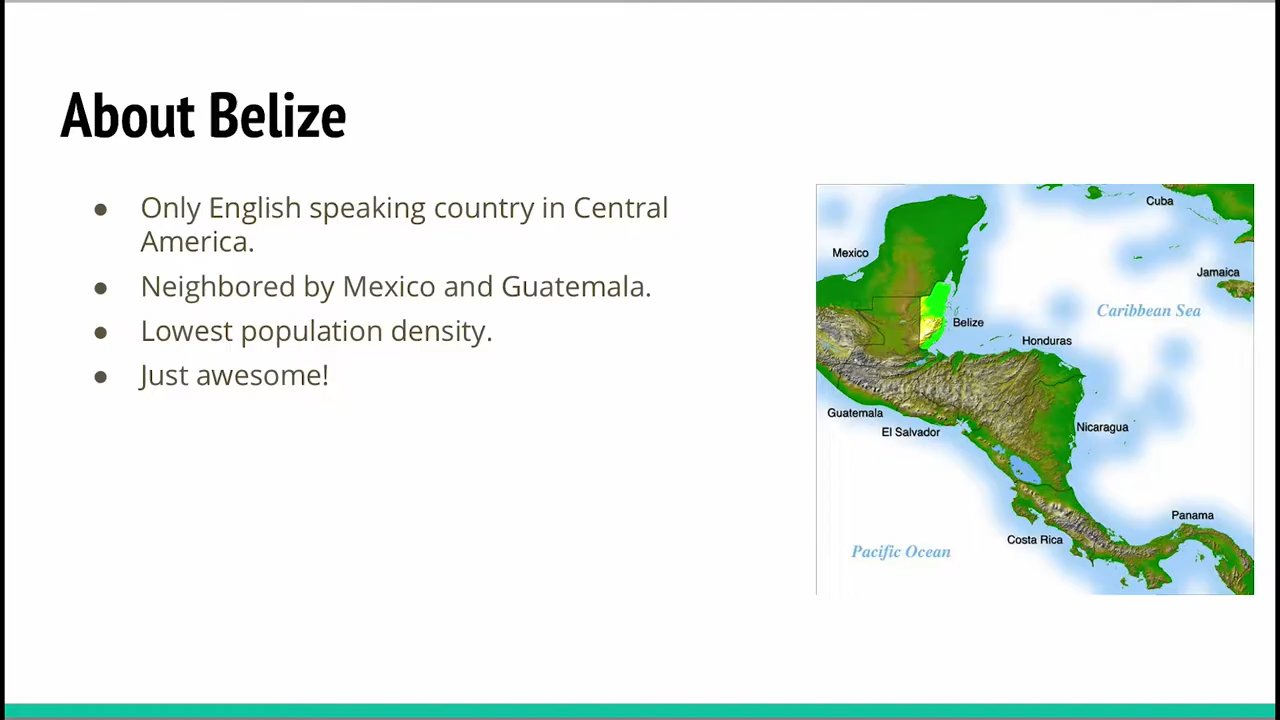 About Belize
● Only English speaking country in Central
America.
● Neighbored by Mexico and Guatemala.
● Lowest population density.
● Just awesome!
Cuba
Mexico
Jamaica
Caribbean Sea
Belize
Honduras
Guatemala
El Salvador
Nicaragua
Panama
Costa Rica
Pacific Ocean